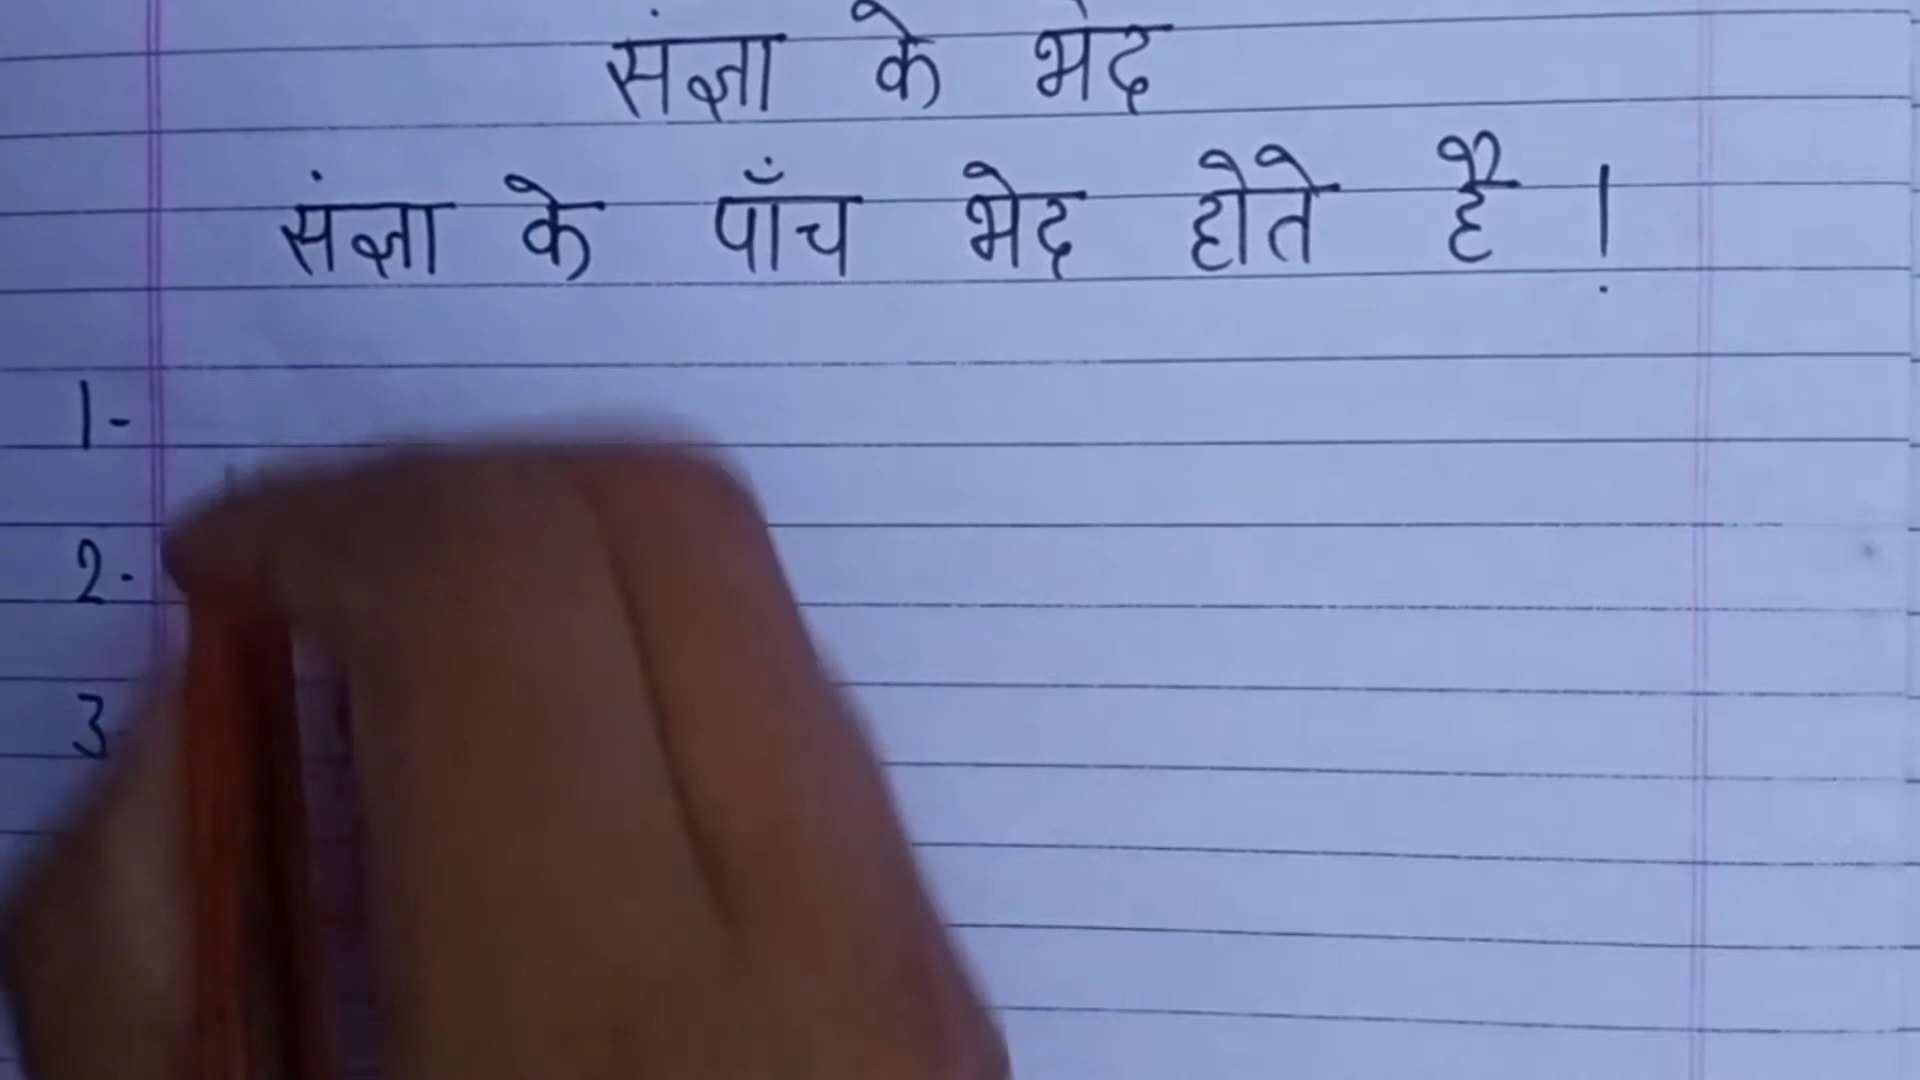 संज्ञा के भेद
संज्ञा के पाँच भेद होते है ।
1-
2-
3